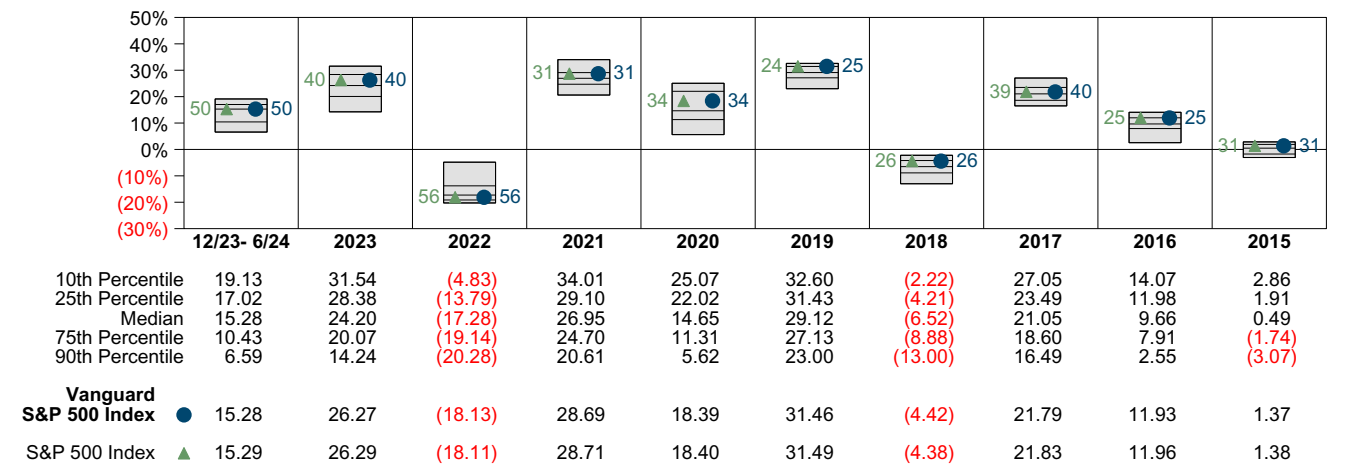 50%
40%
30%
20%
10%
0%
(10%)
(20%)
(30%)
50 50
40 40
56 56
31 31
34 34
24 25
26 26
39 40
25 25
31 31
12/23- 6/24 2023 2022 2021 2020 2019 2018 2017 2016 2015
10th Percentile 19.13 31.54 (4.83) 34.01 25.07 32.60 (2.22) 27.05 14.07 2.86
25th Percentile 17.02 28.38 (13.79) 29.10 22.02 31.43 (4.21) 23.49 11.98 1.91
Median 15.28 24.20 (17.28) 26.95 14.65 29.12 (6.52) 21.05 9.66 0.49
75th Percentile 10.43 20.07 (19.14) 24.70 11.31 27.13 (8.88) 18.60 7.91 (1.74)
90th Percentile 6.59 14.24 (20.28) 20.61 5.62 23.00 (13.00) 16.49 2.55 (3.07)
Vanguard
S&P 500 Index 15.28 26.27 (18.13) 28.69 18.39 31.46 (4.42) 21.79 11.93 1.37
S&P 500 Index 15.29 26.29 (18.11) 28.71 18.40 31.49 (4.38) 21.83 11.96 1.38